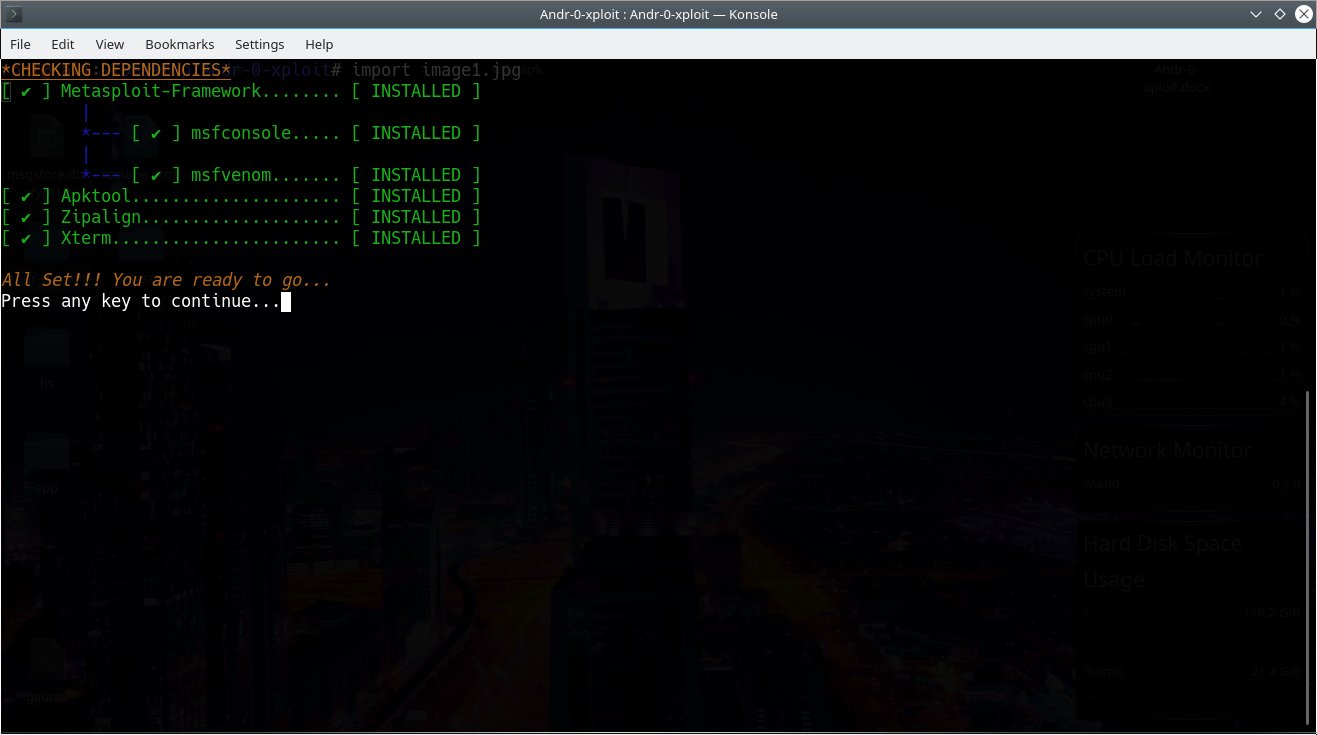 Andr-0-xploit : Andr-0-xploit — Konsole
File Edit View Bookmarks Settings Help
*CHECKING DEPENDENCIES* r-0-xploit# import image1.jpg
Andr-0-
xploit.docx
[ ✔ ] Metasploit-Framework........ [ INSTALLED ]
|
*--- [ ✔ ] msfconsole..... [ INSTALLED ]
|
*--- [ ✔ ] msfvenom....... [ INSTALLED ]
[ ✔ ] Apktool..................... [ INSTALLED ]
[ ✔ ] Zipalign.................... [ INSTALLED ]
[ ✔ ] Xterm....................... [ INSTALLED ]
All Set!!! You are ready to go...
Press any key to continue...
msgstore.db
app
gaurav
CPU Load Monitor
system 1 %
cpu0 0 %
cpu1 1 %
cpu2 1 %
cpu3 4 %
Network Monitor
wlan0
Hard Disk Space
Usage
/ 116.2 GiB
/home 21.4 GiB